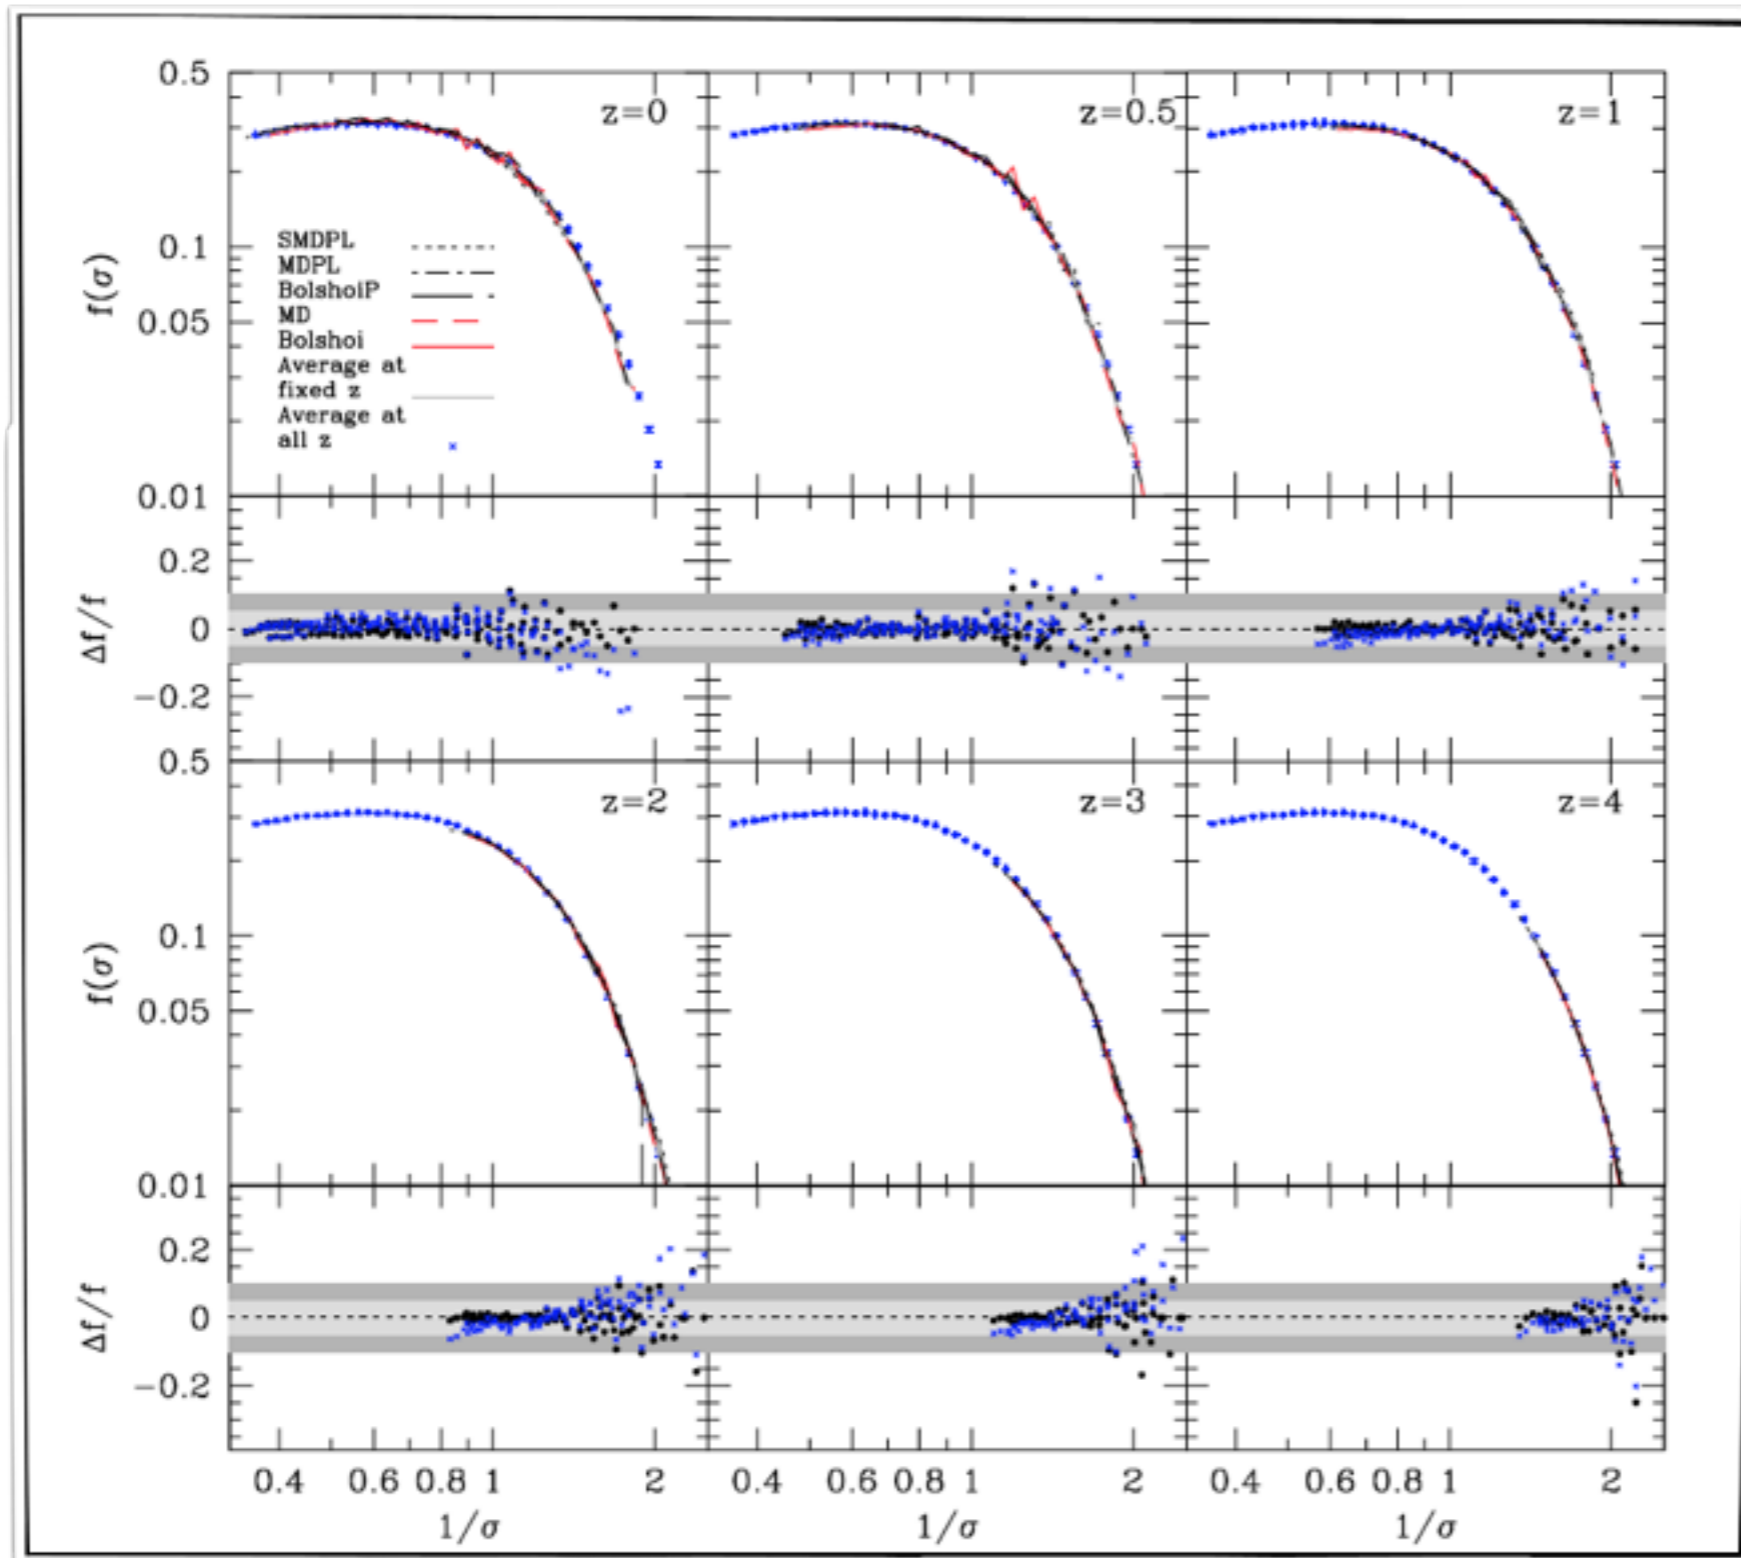 0.5
z=0
z=0.5
z=1
f(σ)
0.1
SMDPL
MDPL
BolshoiP
MD
Bolshoi
Average at
fixed z
Average at
all z
0.05
0.01
0.2
Δf/f
0
−0.2
0.5
z=2
z=3
z=4
f(σ)
0.1
0.05
0.01
0.2
Δf/f
0
−0.2
0.4 0.6 0.8 1 2 0.4 0.6 0.8 1 2 0.4 0.6 0.8 1 2
1/σ 1/σ 1/σ